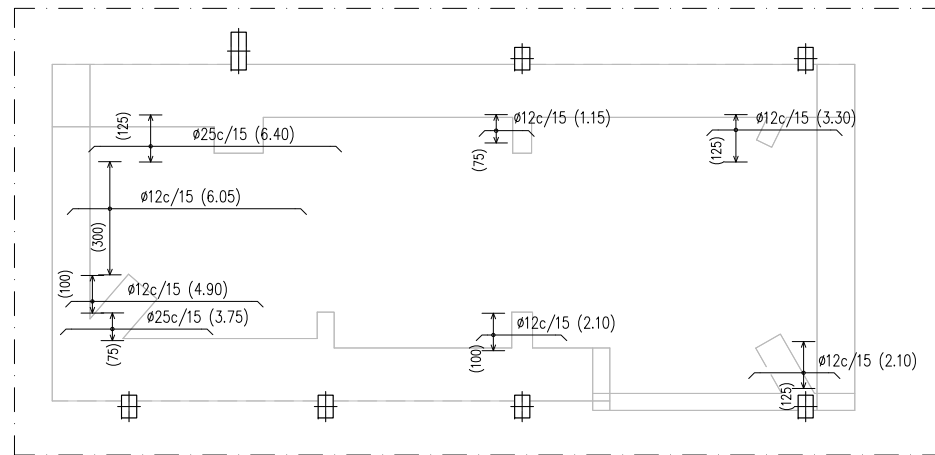 (125)
ø25c/15 (6.40)
ø12c/15 (1.15)
(75)
ø12c/15 (3.30)
(125)
ø12c/15 (6.05)
(300)
(100)
ø12c/15 (4.90)
ø25c/15 (3.75)
(75)
ø12c/15 (2.10)
(100)
ø12c/15 (2.10)
(125)